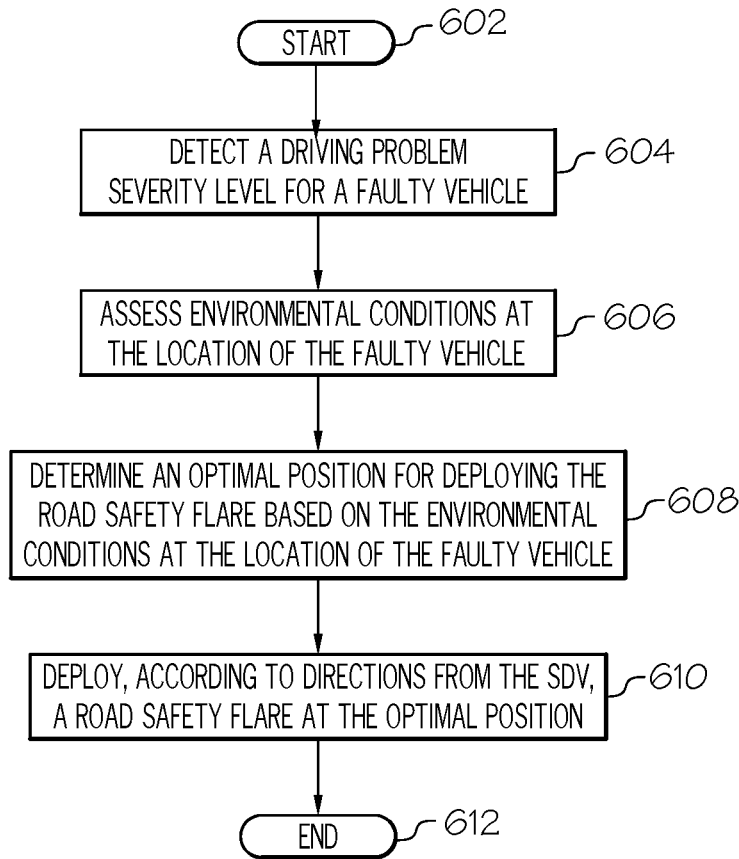 START
602
DETECT A DRIVING PROBLEM
SEVERITY LEVEL FOR A FAULTY VEHICLE
604
ASSESS ENVIRONMENTAL CONDITIONS AT
THE LOCATION OF THE FAULTY VEHICLE
606
DETERMINE AN OPTIMAL POSITION FOR DEPLOYING THE
ROAD SAFETY FLARE BASED ON THE ENVIRONMENTAL
CONDITIONS AT THE LOCATION OF THE FAULTY VEHICLE
608
DEPLOY, ACCORDING TO DIRECTIONS FROM THE SDV,
A ROAD SAFETY FLARE AT THE OPTIMAL POSITION
610
END
612